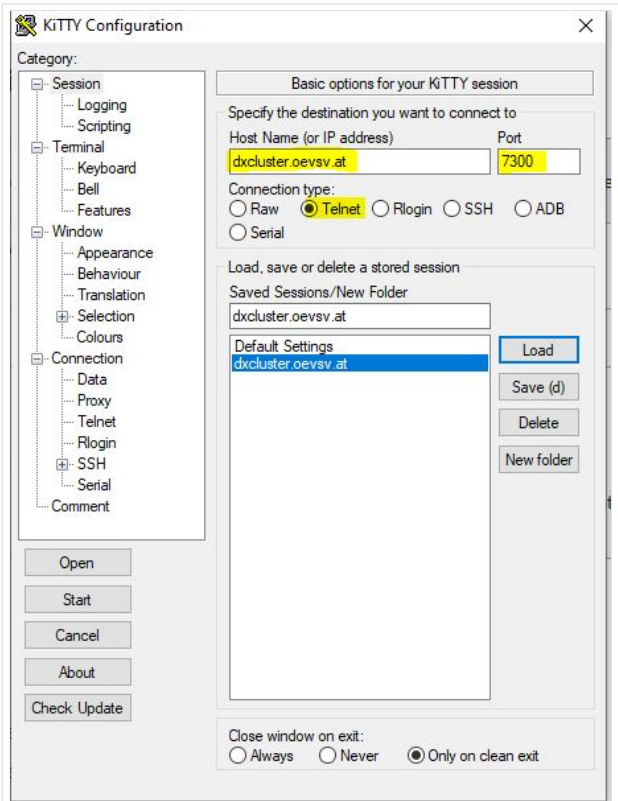 KiTTY Configuration
Category:
Session
Logging
Scripting
Terminal
Keyboard
Bell
Features
Window
Appearance
Behaviour
Translation
Selection
Colours
Connection
Data
Proxy
Telnet
Rlogin
SSH
Serial
Comment
Open
Start
Cancel
About
Check Update
Basic options for your KiTTY session
Specify the destination you want to connect to
Host Name (or IP address) Port
dxcluster.oevsv.at 7300
Connection type:
Raw Telnet Rlogin SSH ADB
Serial
Load, save or delete a stored session
Saved Sessions/New Folder
dxcluster.oevsv.at
Default Settings
dxcluster.oevsv.at
Load
Save (d)
Delete
New folder
Close window on exit:
Always Never Only on clean exit